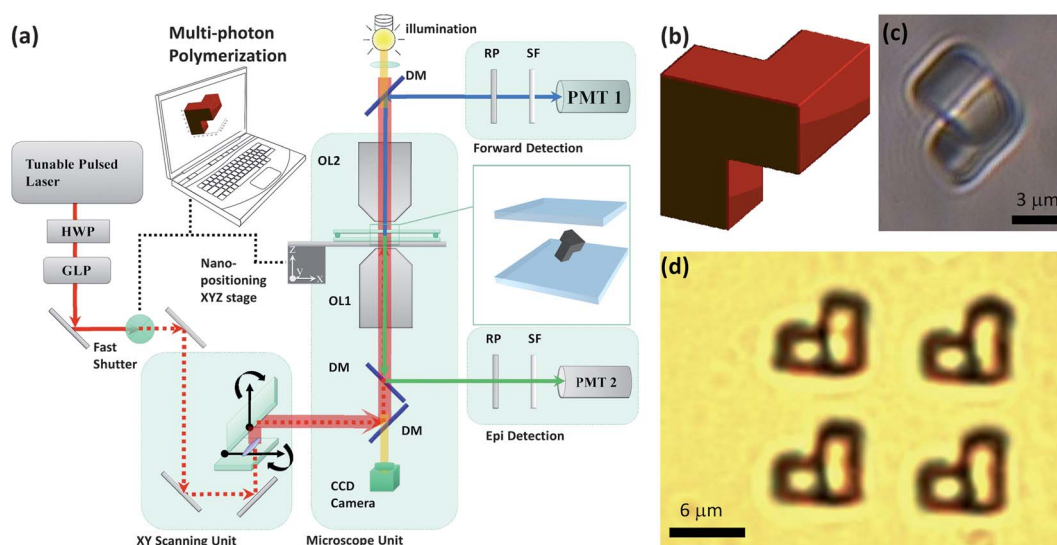 (a)
Multi-photon
Polymerization
illumination
DM
RP
SF
PMT 1
Forward Detection
Tunable Pulsed
Laser
HWP
GLP
Fast
Shutter
Nano-
positioning
XYZ stage
Z
Y
X
OL2
OL1
DM
DM
RP
SF
PMT 2
Epi Detection
CCD
Camera
XY Scanning Unit
Microscope Unit
(b)
(c)
3 μm
(d)
6 μm